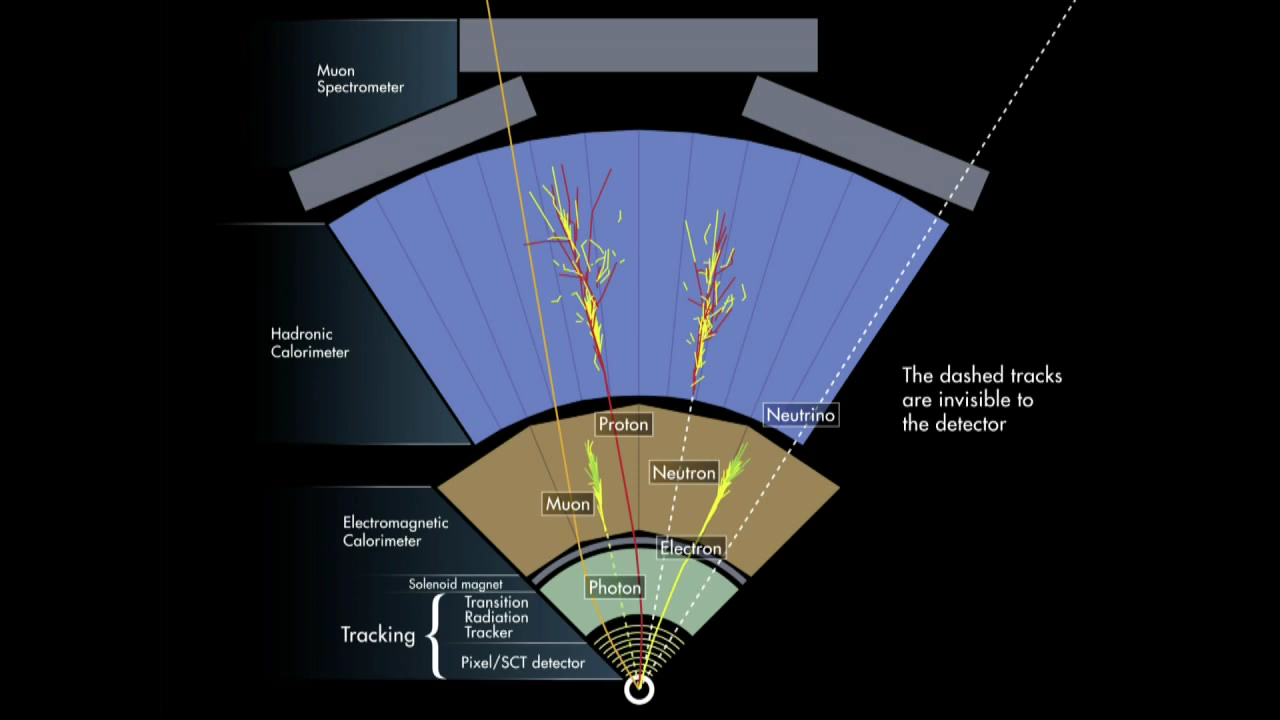 Muon
Spectrometer
Hadronic
Calorimeter
The dashed tracks
are invisible to
the detector
Neutrino
Proton
Neutron
Muon
Electromagnetic
Calorimeter
Electron
Solenoid magnet
Photon
Transition
Radiation
Tracker
Tracking
Pixel/SCT detector